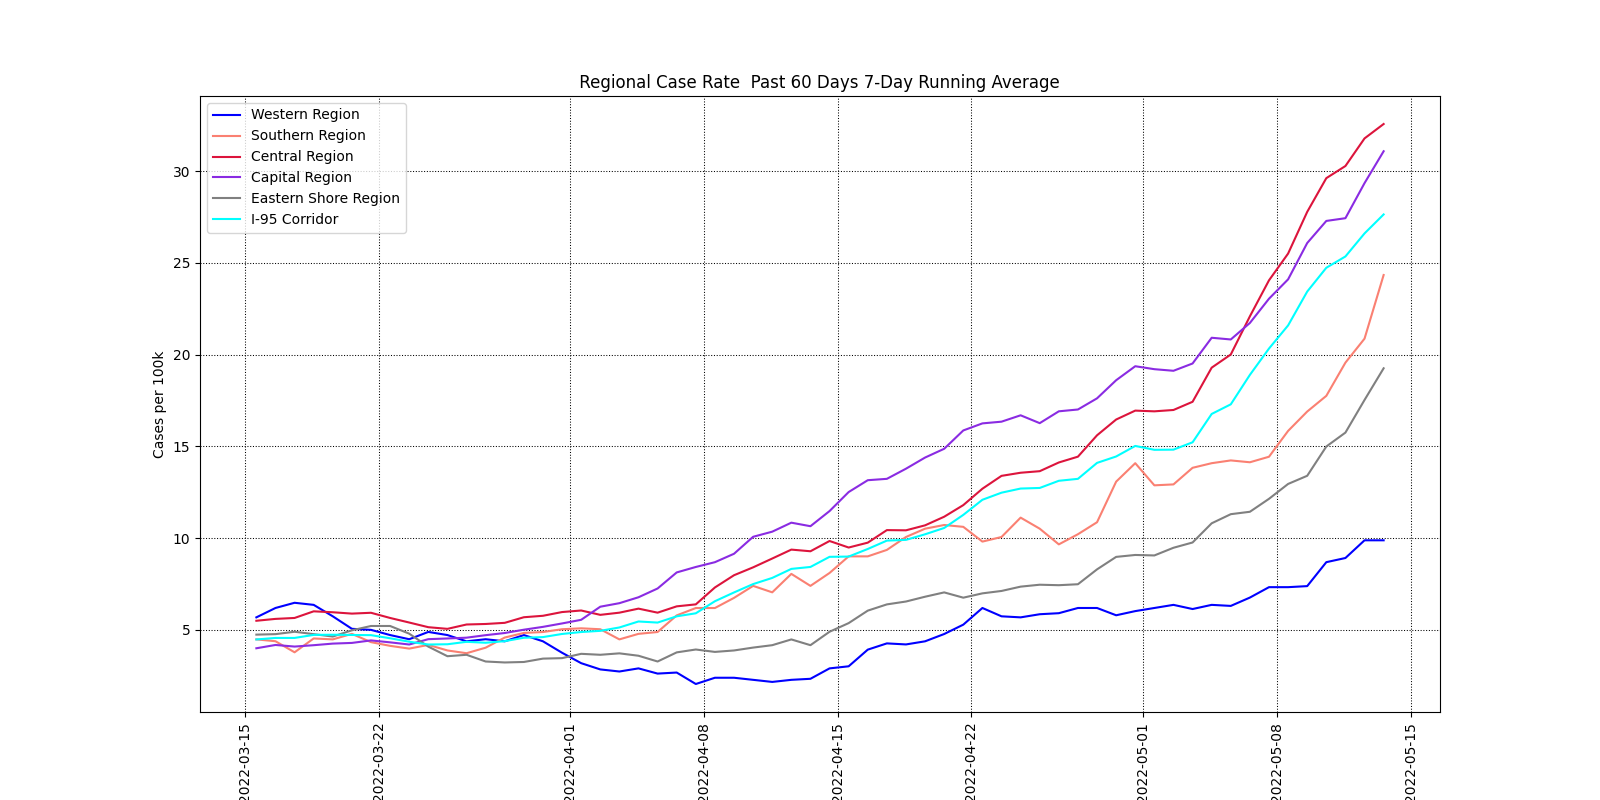 Regional Case Rate  Past 60 Days 7-Day Running Average
Western Region
Southern Region
Central Region
Capital Region
Eastern Shore Region
I-95 Corridor
Cases per 100k
30
25
20
15
10
5
2022-03-15
2022-03-22
2022-04-01
2022-04-08
2022-04-15
2022-04-22
2022-05-01
2022-05-08
2022-05-15